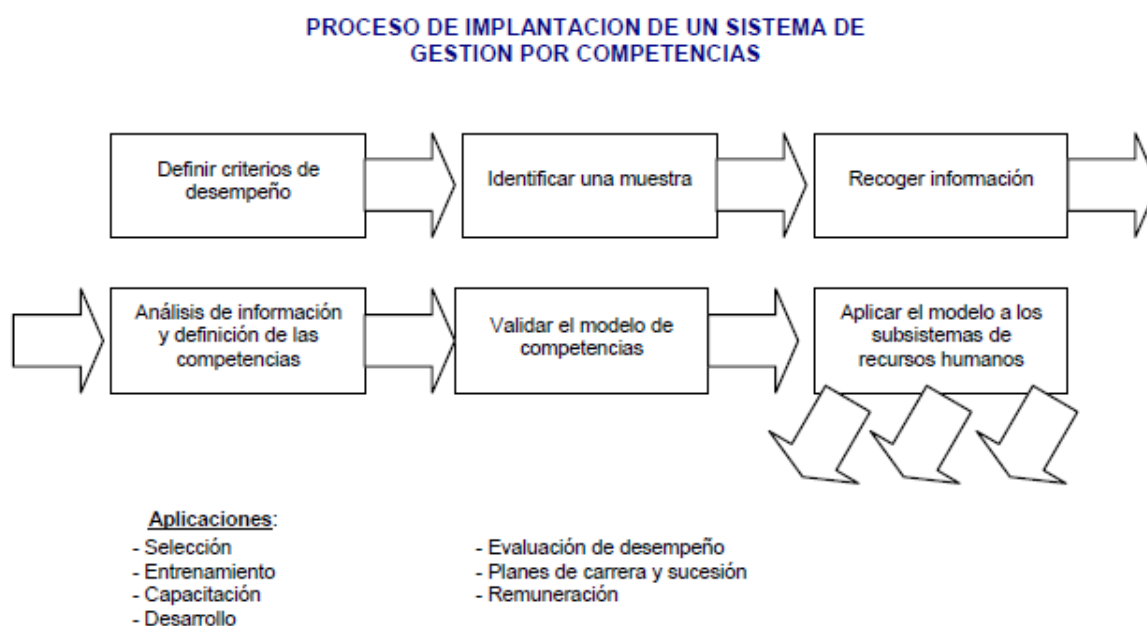 PROCESO DE IMPLANTACION DE UN SISTEMA DE
GESTION POR COMPETENCIAS
Definir criterios de
desempeño
Identificar una muestra
Recoger información
Análisis de información
y definición de las
competencias
Validar el modelo de
competencias
Aplicar el modelo a los
subsistemas de
recursos humanos
Aplicaciones:
- Selección
- Entrenamiento
- Capacitación
- Desarrollo
- Evaluación de desempeño
- Planes de carrera y sucesión
- Remuneración